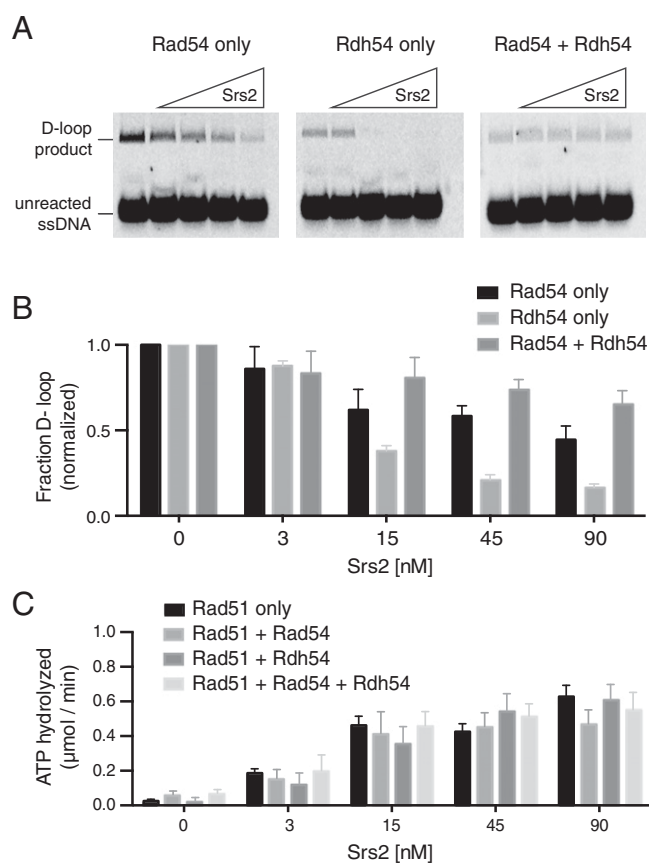 A
Rad54 only
Rdh54 only
Rad54 + Rdh54
Srs2
Srs2
Srs2
D-loop
product
unreacted
ssDNA
B
Rad54 only
Rdh54 only
Rad54 + Rdh54
Fraction D- loop
(normalized)
1.0
0.5
0.0
0
3
15
45
90
Srs2 [nM]
C
Rad51 only
Rad51 + Rad54
Rad51 + Rdh54
Rad51 + Rad54 + Rdh54
ATP hydrolyzed
(μmol / min)
1.0
0.8
0.6
0.4
0.2
0.0
0
3
15
45
90
Srs2 [nM]